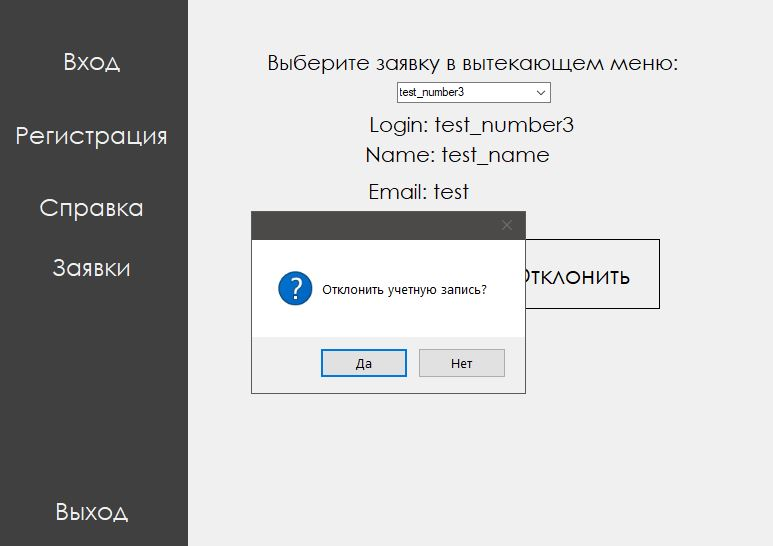 Вход
Регистрация
Справка
Заявки
Выход
Выберите заявку в вытекающем меню:
test_number3
Login: test_number3
Name: test_name
Email: test
Отклонить
?
Отклонить учетную запись?
Да
Нет